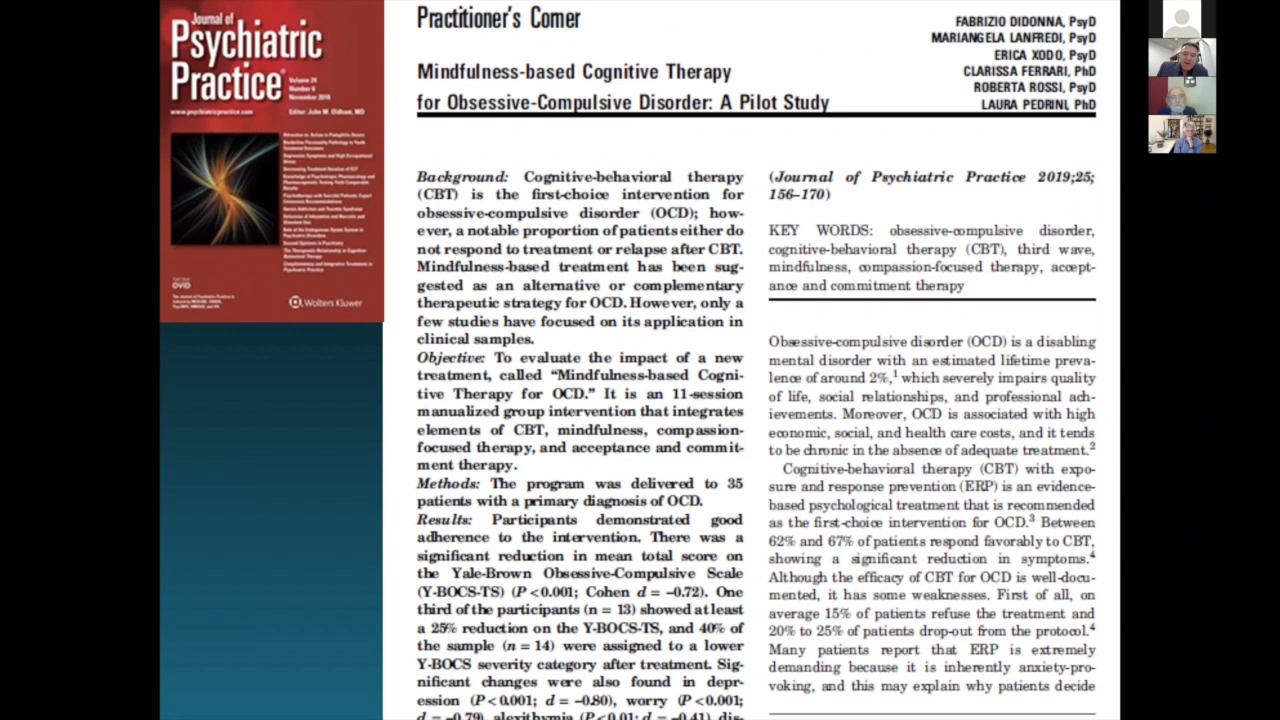 Journal of
Psychiatric
Practice
Volume 24
Number 6
November 2018
www.psychiatricpractice.com
Editor: John M. Oldham, MD
OVID
Wolters Kluwer
Practitioner's Corner
Mindfulness-based Cognitive Therapy
for Obsessive-Compulsive Disorder: A Pilot Study
FABRIZIO DIDONNA, PsyD
MARIANGELA LANFREDI, PsyD
ERICA XODO, PsyD
CLARISSA FERRARI, PhD
ROBERTA ROSSI, PsyD
LAURA PEDRINI, PhD
Background: Cognitive-behavioral therapy
(CBT) is the first-choice intervention for
obsessive-compulsive disorder (OCD); how-
ever, a notable proportion of patients either do
not respond to treatment or relapse after CBT.
Mindfulness-based treatment has been sug-
gested as an alternative or complementary
therapeutic strategy for OCD. However, only a
few studies have focused on its application in
clinical samples.
Objective: To evaluate the impact of a new
treatment, called “Mindfulness-based Cogni-
tive Therapy for OCD.” It is an 11-session
manualized group intervention that integrates
elements of CBT, mindfulness, compassion-
focused therapy, and acceptance and commit-
ment therapy.
Methods: The program was delivered to 35
patients with a primary diagnosis of OCD.
Results: Participants demonstrated good
adherence to the intervention. There was a
significant reduction in mean total score on
the Yale-Brown Obsessive-Compulsive Scale
(Y-BOCS-TS) (P<0.001; Cohen d=−0.72). One
third of the participants (n=13) showed at least
a 25% reduction on the Y-BOCS-TS, and 40% of
the sample (n=14) were assigned to a lower
Y-BOCS severity category after treatment. Sig-
nificant changes were also found in depr-
ession (P<0.001; d=−0.80), worry (P<0.001;
d=−0.79), alexithymia (P<0.01; d=−0.41), dis-
(Journal of Psychiatric Practice 2019;25;
156–170)
KEY WORDS: obsessive-compulsive disorder,
cognitive-behavioral therapy (CBT), third wave,
mindfulness, compassion-focused therapy, accept-
ance and commitment therapy
Obsessive-compulsive disorder (OCD) is a disabling
mental disorder with an estimated lifetime preva-
lence of around 2%,1 which severely impairs quality
of life, social relationships, and professional ach-
ievements. Moreover, OCD is associated with high
economic, social, and health care costs, and it tends
to be chronic in the absence of adequate treatment.2
Cognitive-behavioral therapy (CBT) with expo-
sure and response prevention (ERP) is an evidence-
based psychological treatment that is recommended
as the first-choice intervention for OCD.3 Between
62% and 67% of patients respond favorably to CBT,
showing a significant reduction in symptoms.4
Although the efficacy of CBT for OCD is well-docu-
mented, it has some weaknesses. First of all, on
average 15% of patients refuse the treatment and
20% to 25% of patients drop-out from the protocol.4
Many patients report that ERP is extremely
demanding because it is inherently anxiety-pro-
voking, and this may explain why patients decide